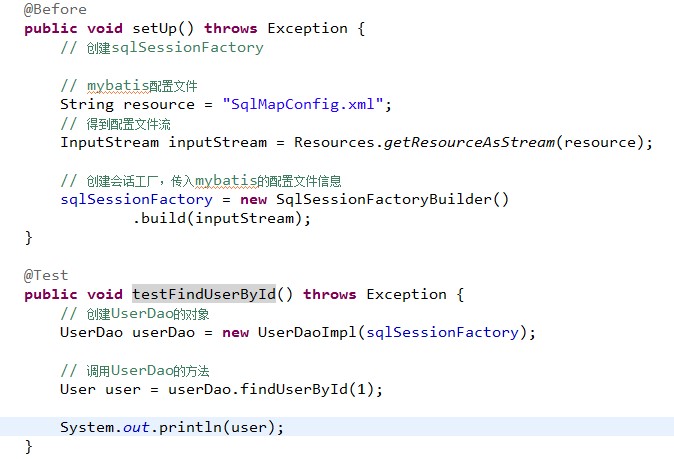 @Before
public void setUp() throws Exception {
// 创建sqlSessionFactory
// mybatis配置文件
String resource = "SqlMapConfig.xml";
// 得到配置文件流
InputStream inputStream = Resources.getResourceAsStream(resource);
// 创建会话工厂，传入mybatis的配置文件信息
sqlSessionFactory = new SqlSessionFactoryBuilder()
.build(inputStream);
}
@Test
public void testFindUserById() throws Exception {
// 创建UserDao的对象
UserDao userDao = new UserDaoImpl(sqlSessionFactory);
// 调用UserDao的方法
User user = userDao.findUserById(1);
System.out.println(user);
}